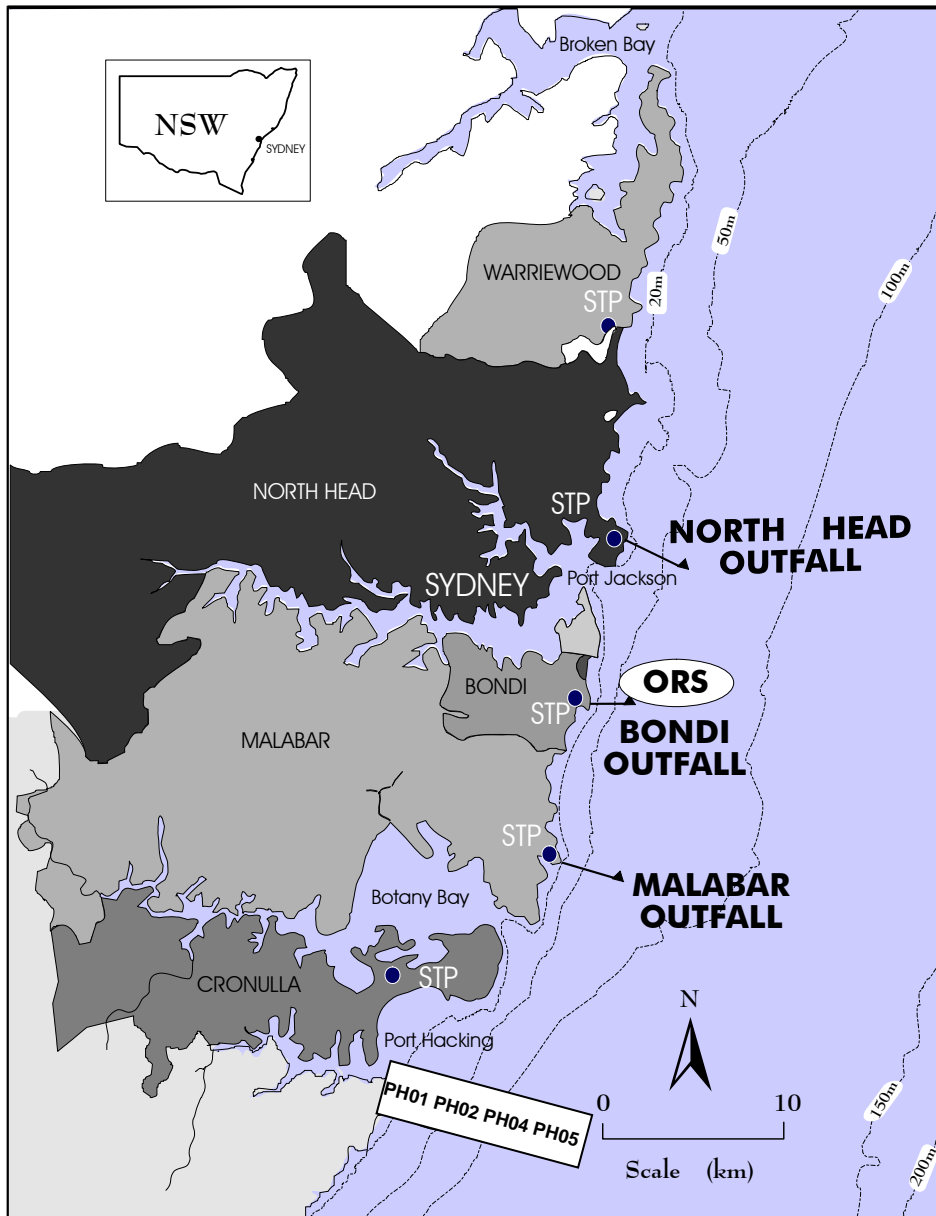 Broken Bay
NSW
SYDNEY
50m
WARRIEWOOD
100m
20m
STP
NORTH HEAD
STP
NORTH HEAD
OUTFALL
Port Jackson
SYDNEY
BONDI
ORS
STP
BONDI
OUTFALL
MALABAR
STP
MALABAR
OUTFALL
Botany Bay
CRONULLA
STP
N
Port Hacking
PH01 PH02 PH04 PH05
0 10
Scale (km)
150m
200m